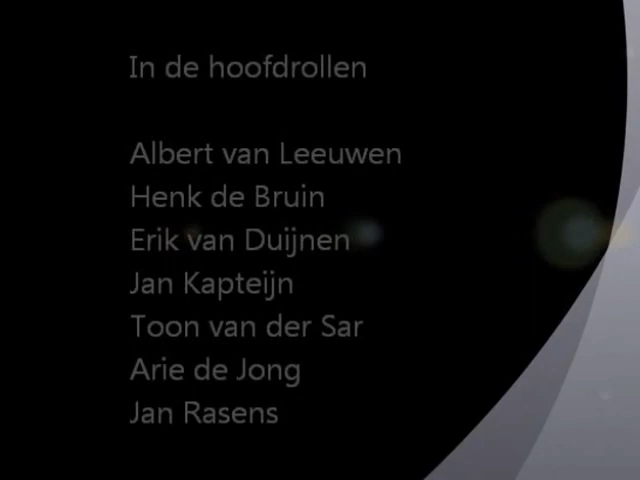 In de hoofdrollen
Albert van Leeuwen
Henk de Bruin
Erik van Duijnen
Jan Kapteijn
Toon van der Sar
Arie de Jong
Jan Rasens